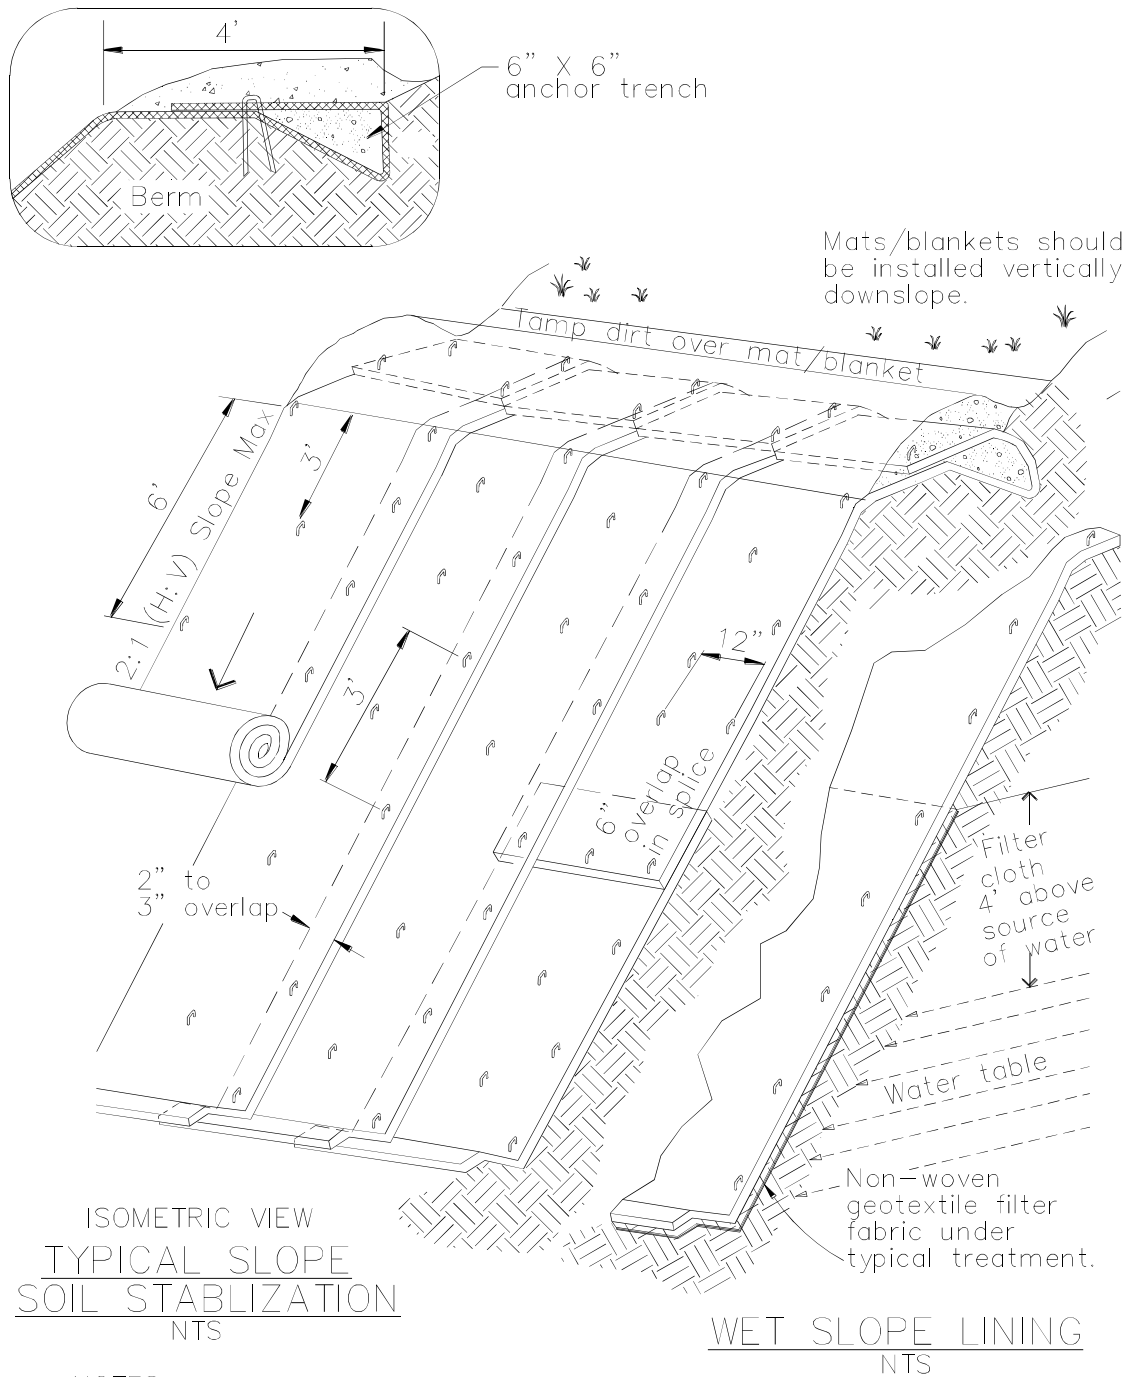 4'
6" X 6"
anchor trench
Berm
Mats/blankets should
be installed vertically
downslope.
Tamp dirt over mat/blanket
6'
2:1 (H:V) Slope Max
3'
12"
3'
6"
overlap
in splice
2" to
3" overlap
Filter
cloth
4' above
source
of water
Water table
Non-woven
geotextile filter
fabric under
typical treatment.
ISOMETRIC VIEW
TYPICAL SLOPE
SOIL STABLIZATION
NTS
WET SLOPE LINING
NTS